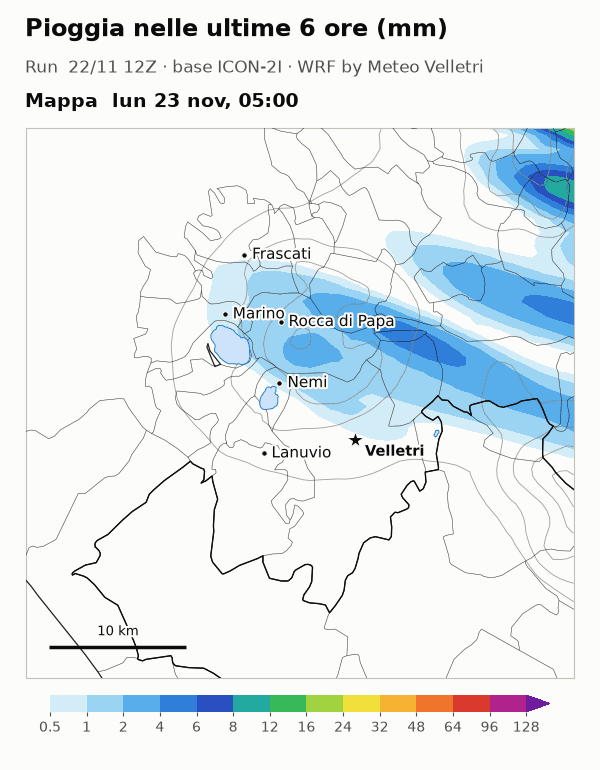 Pioggia nelle ultime 6 ore (mm)
Run  22/11 12Z · base ICON-2I · WRF by Meteo Velletri
Mappa  lun 23 nov, 05:00
Frascati
Marino
Rocca di Papa
Nemi
Velletri
Lanuvio
10 km
0.5 1 2 4 6 8 12 16 24 32 48 64 96 128